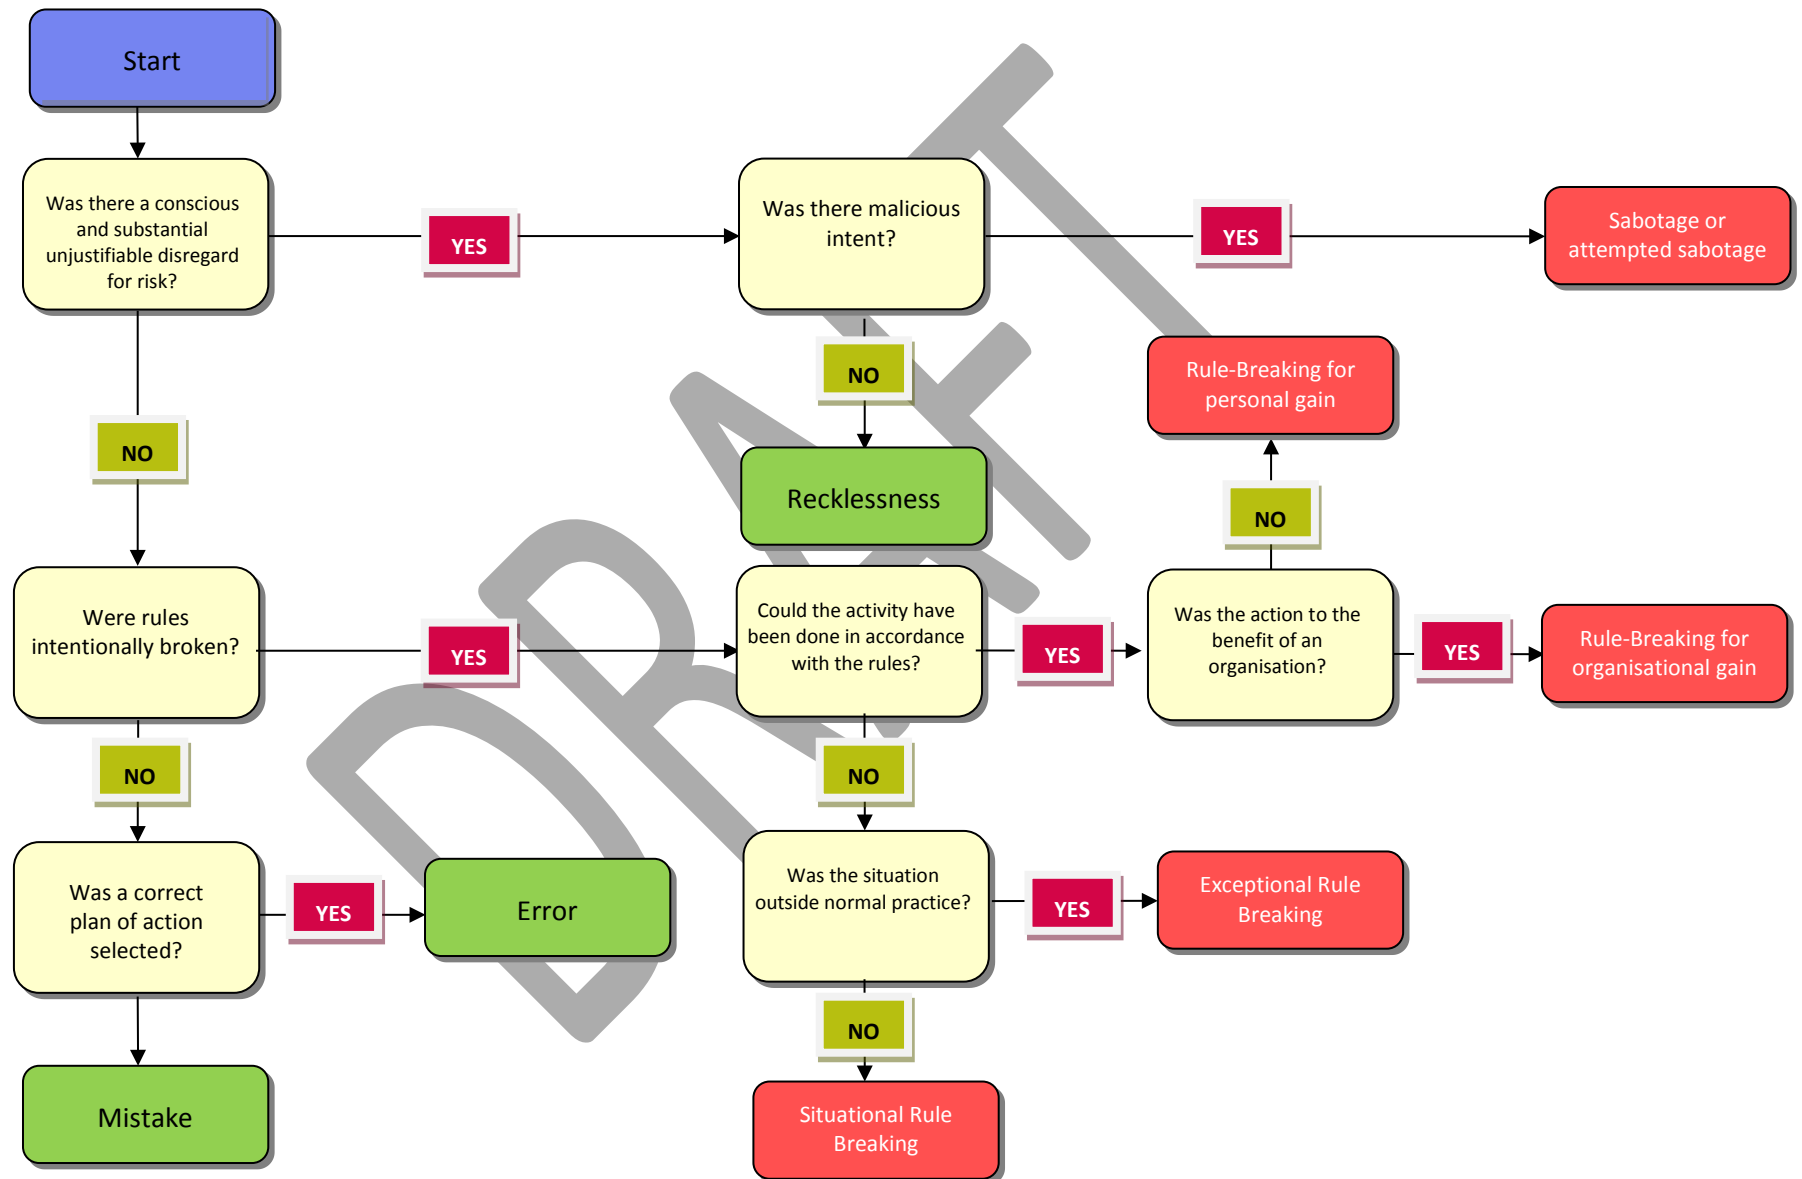 Start
Was there a conscious
and substantial
unjustifiable disregard
for risk?
YES
Was there malicious
intent?
YES
Sabotage or
attempted sabotage
NO
NO
Recklessness
Rule-Breaking for
personal gain
NO
Were rules
intentionally broken?
YES
Could the activity have
been done in accordance
with the rules?
YES
Was the action to the
benefit of an
organisation?
YES
Rule-Breaking for
organisational gain
NO
NO
Was a correct
plan of action
selected?
YES
Error
Was the situation
outside normal practice?
YES
Exceptional Rule
Breaking
NO
Mistake
Situational Rule
Breaking
DRAFT